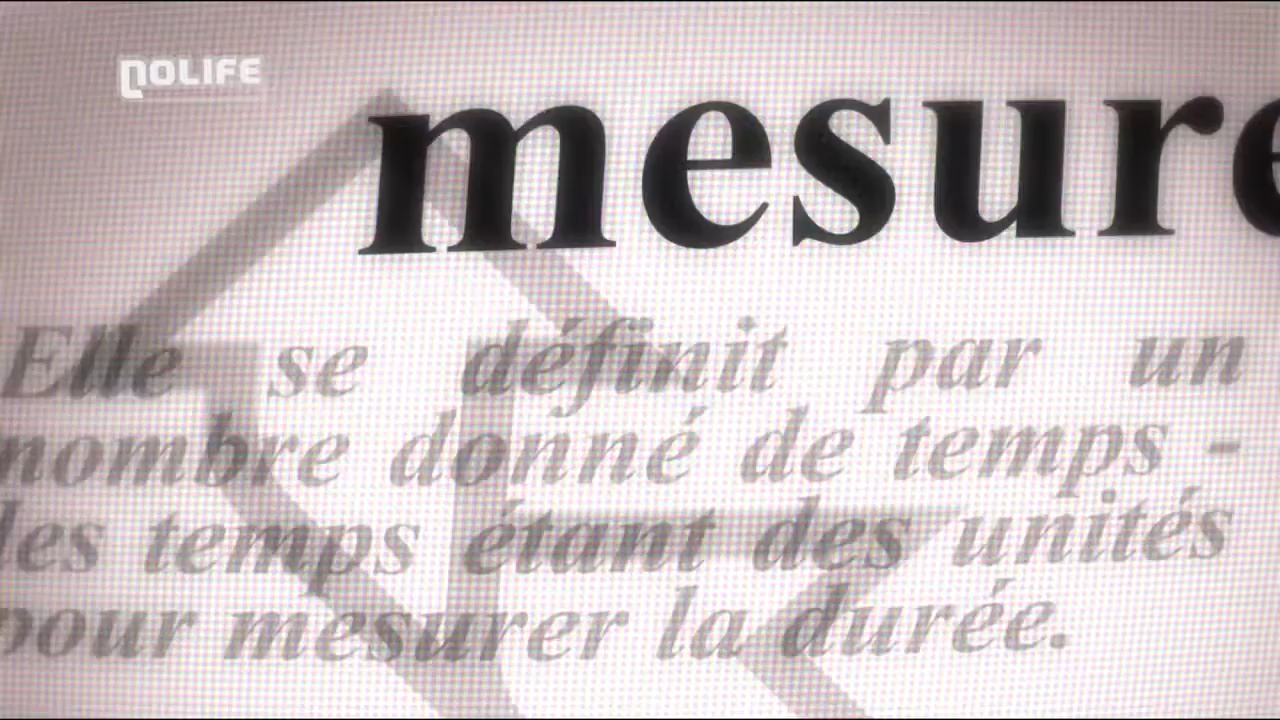 nOLIFE
mesure
Elle se définit par un
nombre donné de temps -
les temps étant des unités
pour mesurer la durée.